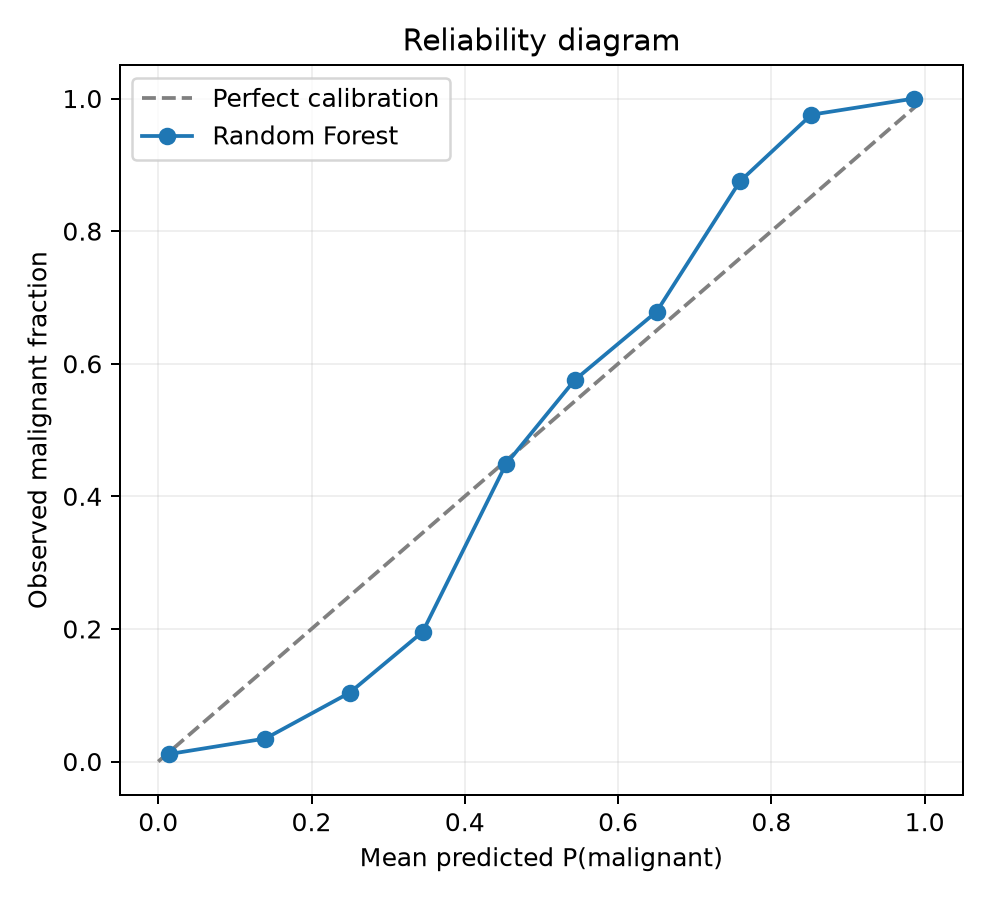 Reliability diagram
Perfect calibration
Random Forest
1.0
0.8
0.6
0.4
0.2
0.0
Observed malignant fraction
0.0 0.2 0.4 0.6 0.8 1.0
Mean predicted P(malignant)